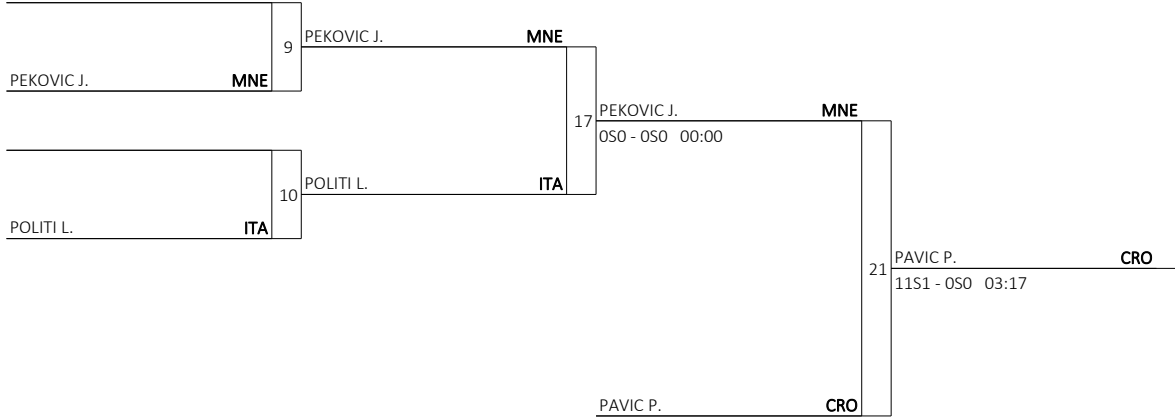 9
PEKOVIC J. MNE
PEKOVIC J. MNE
17
PEKOVIC J. MNE
0S0 - 0S0 00:00
10
POLITI L. ITA
POLITI L. ITA
21
PAVIC P. CRO
11S1 - 0S0 03:17
PAVIC P. CRO